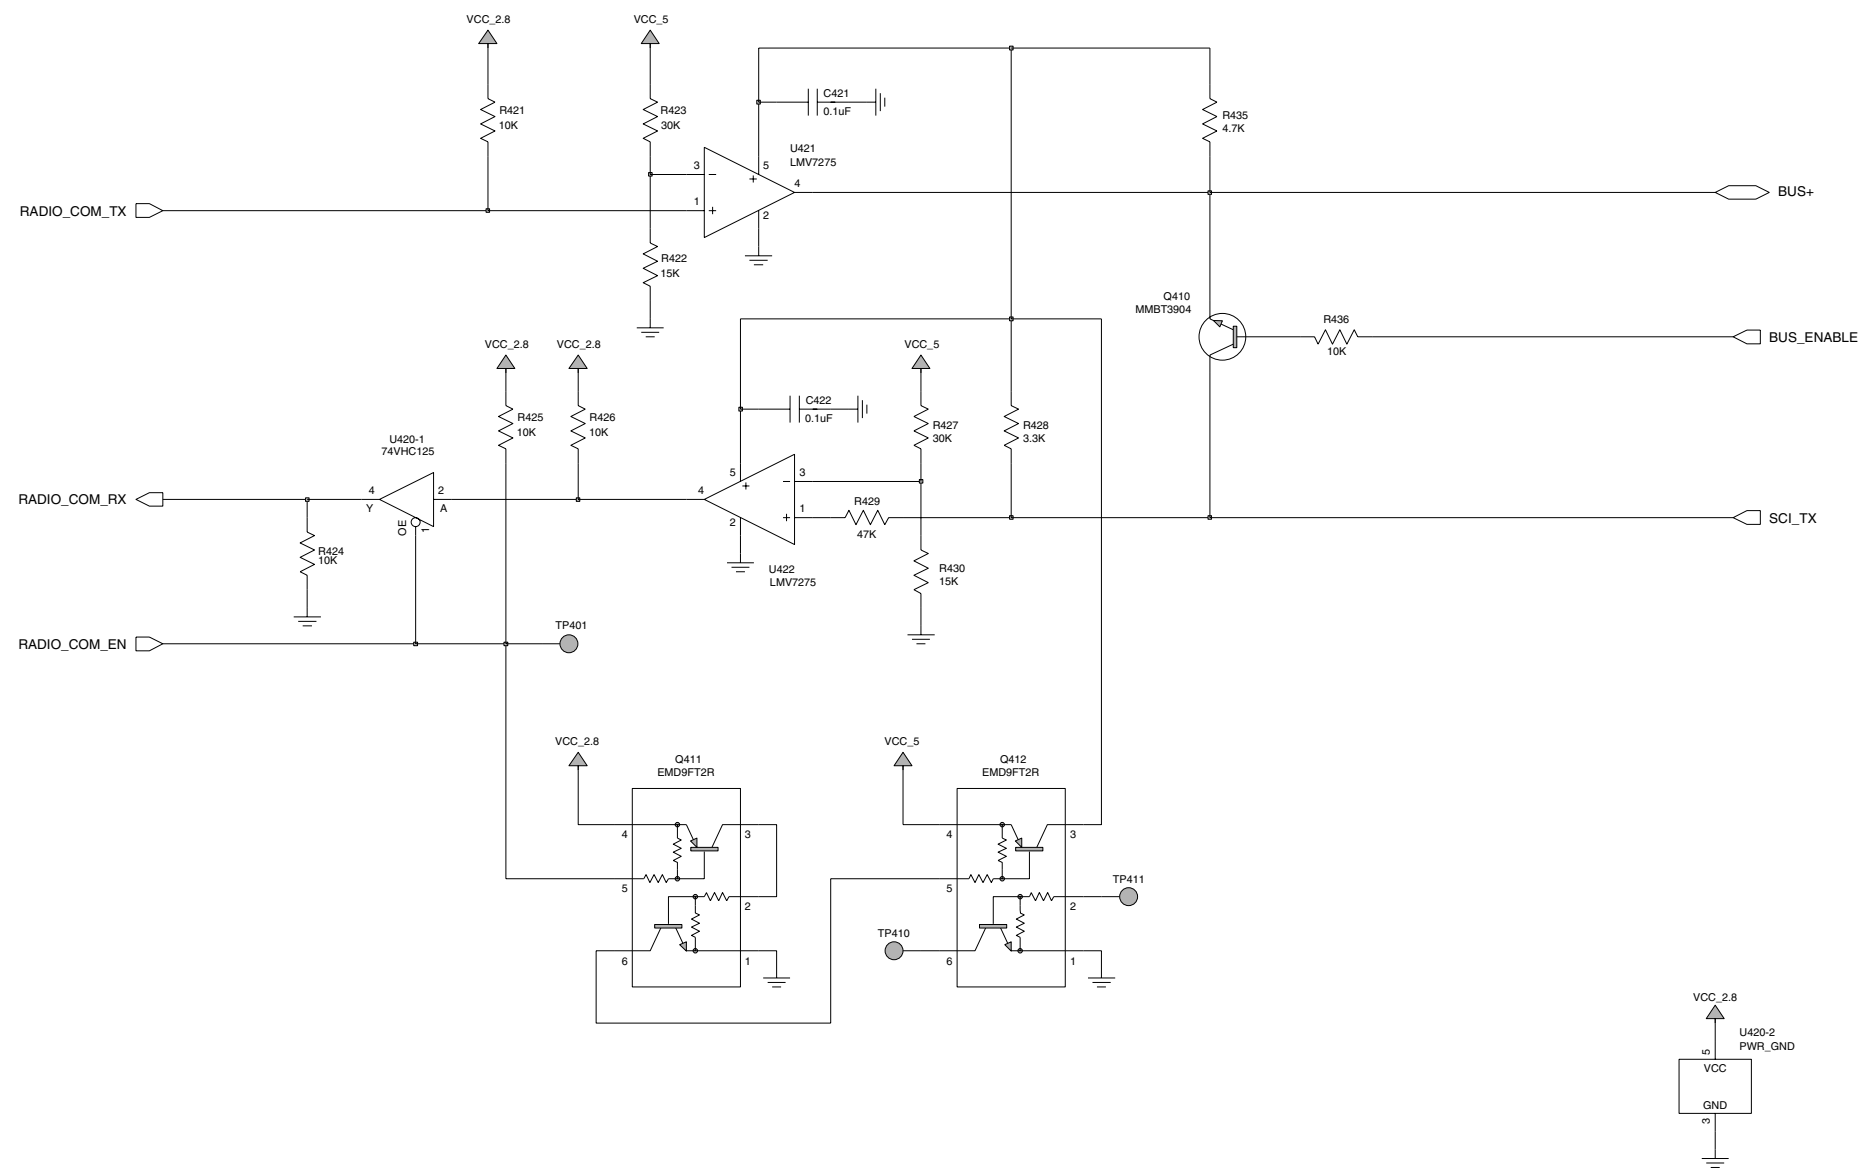 VCC_2.8
VCC_5
R421
10K
R423
30K
C421
0.1uF
R435
4.7K
U421
LMV7275
3
−
5
+
4
1
+
2
RADIO_COM_TX
BUS+
R422
15K
Q410
MMBT3904
R436
10K
BUS_ENABLE
VCC_2.8
VCC_2.8
VCC_5
R425
10K
R426
10K
C422
0.1uF
R427
30K
R428
3.3K
U420-1
74VHC125
RADIO_COM_RX
4
Y
2
A
OE
1
4
5
+
3
−
2
1
+
R429
47K
SCI_TX
R424
10K
U422
LMV7275
R430
15K
RADIO_COM_EN
TP401
VCC_2.8
Q411
EMD9FT2R
VCC_5
Q412
EMD9FT2R
4
3
5
2
6
1
4
3
5
2
6
1
TP411
TP410
VCC_2.8
U420-2
PWR_GND
5
VCC
GND
3